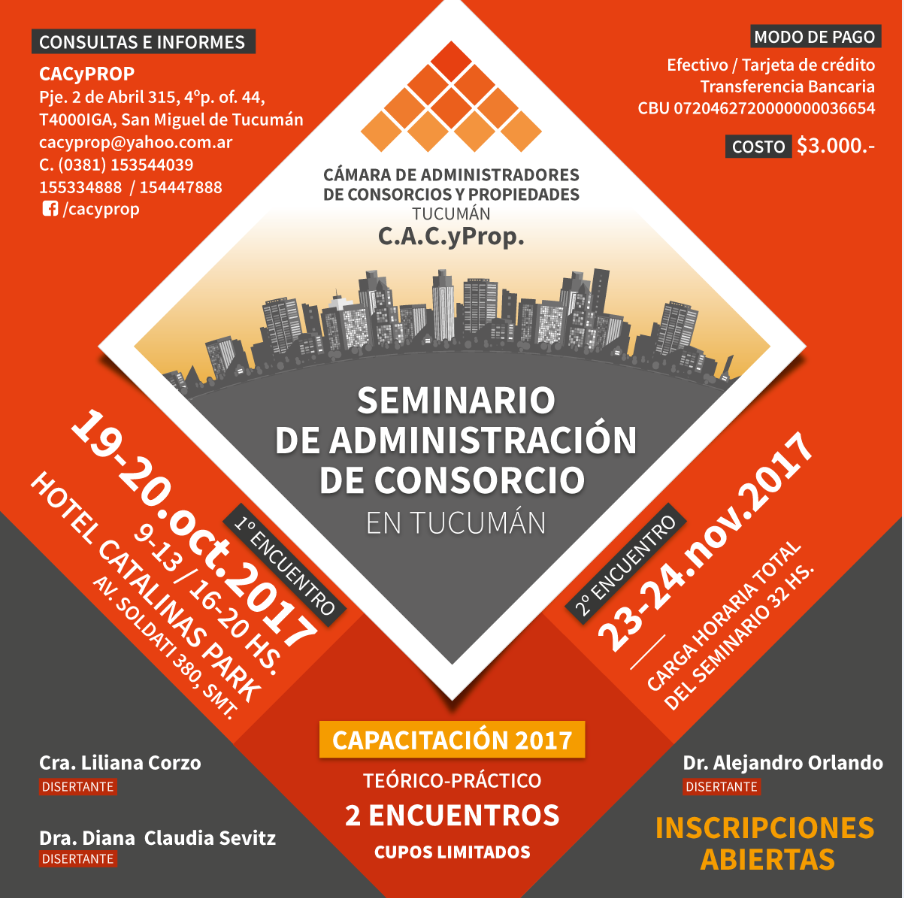 CONSULTAS E INFORMES
CACyPROP
Pje. 2 de Abril 315, 4ºp. of. 44,
T4000IGA, San Miguel de Tucumán
cacyprop@yahoo.com.ar
C. (0381) 153544039
155334888 / 154447888
/cacyprop
MODO DE PAGO
Efectivo / Tarjeta de crédito
Transferencia Bancaria
CBU 0720462720000000036654
COSTO $3.000.-
CÁMARA DE ADMINISTRADORES
DE CONSORCIOS Y PROPIEDADES
TUCUMÁN
C.A.C.yProp.
SEMINARIO
DE ADMINISTRACIÓN
DE CONSORCIO
EN TUCUMÁN
1º ENCUENTRO
19-20.oct.2017
9-13 / 16-20 HS.
HOTEL CATALINAS PARK
AV. SOLDATI 380, SMT.
2º ENCUENTRO
23-24.nov.2017
CARGA HORARIA TOTAL
DEL SEMINARIO 32 HS.
CAPACITACIÓN 2017
TEÓRICO-PRÁCTICO
2 ENCUENTROS
CUPOS LIMITADOS
Cra. Liliana Corzo
DISERTANTE
Dra. Diana Claudia Sevitz
DISERTANTE
Dr. Alejandro Orlando
DISERTANTE
INSCRIPCIONES
ABIERTAS